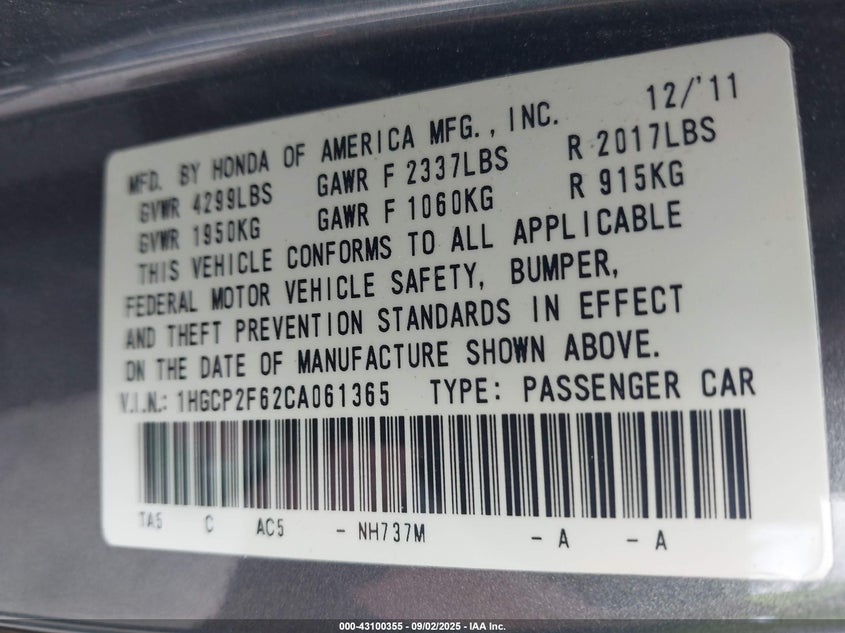 12/'11
MFD. BY HONDA OF AMERICA MFG., INC.
GVWR 4299LBS GAWR F 2337LBS R 2017LBS
GVWR 1950KG GAWR F 1060KG R 915KG
THIS VEHICLE CONFORMS TO ALL APPLICABLE
FEDERAL MOTOR VEHICLE SAFETY, BUMPER,
AND THEFT PREVENTION STANDARDS IN EFFECT
ON THE DATE OF MANUFACTURE SHOWN ABOVE.
V.I.N.: 1HGCP2F62CA061365 TYPE: PASSENGER CAR
TA5 C AC5 - NH737M - A - A
000-43100355 - 09/02/2025 - IAA Inc.